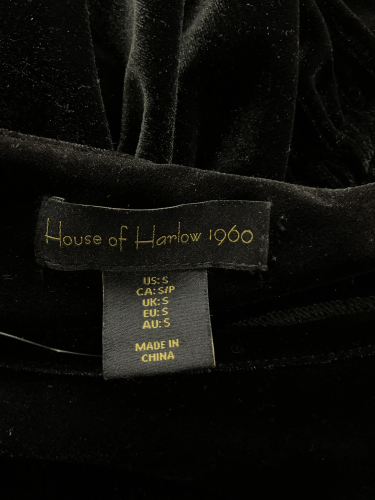 House of Harlow 1960
US: S
CA: S/P
UK: S
EU: S
AU: S
MADE IN
CHINA